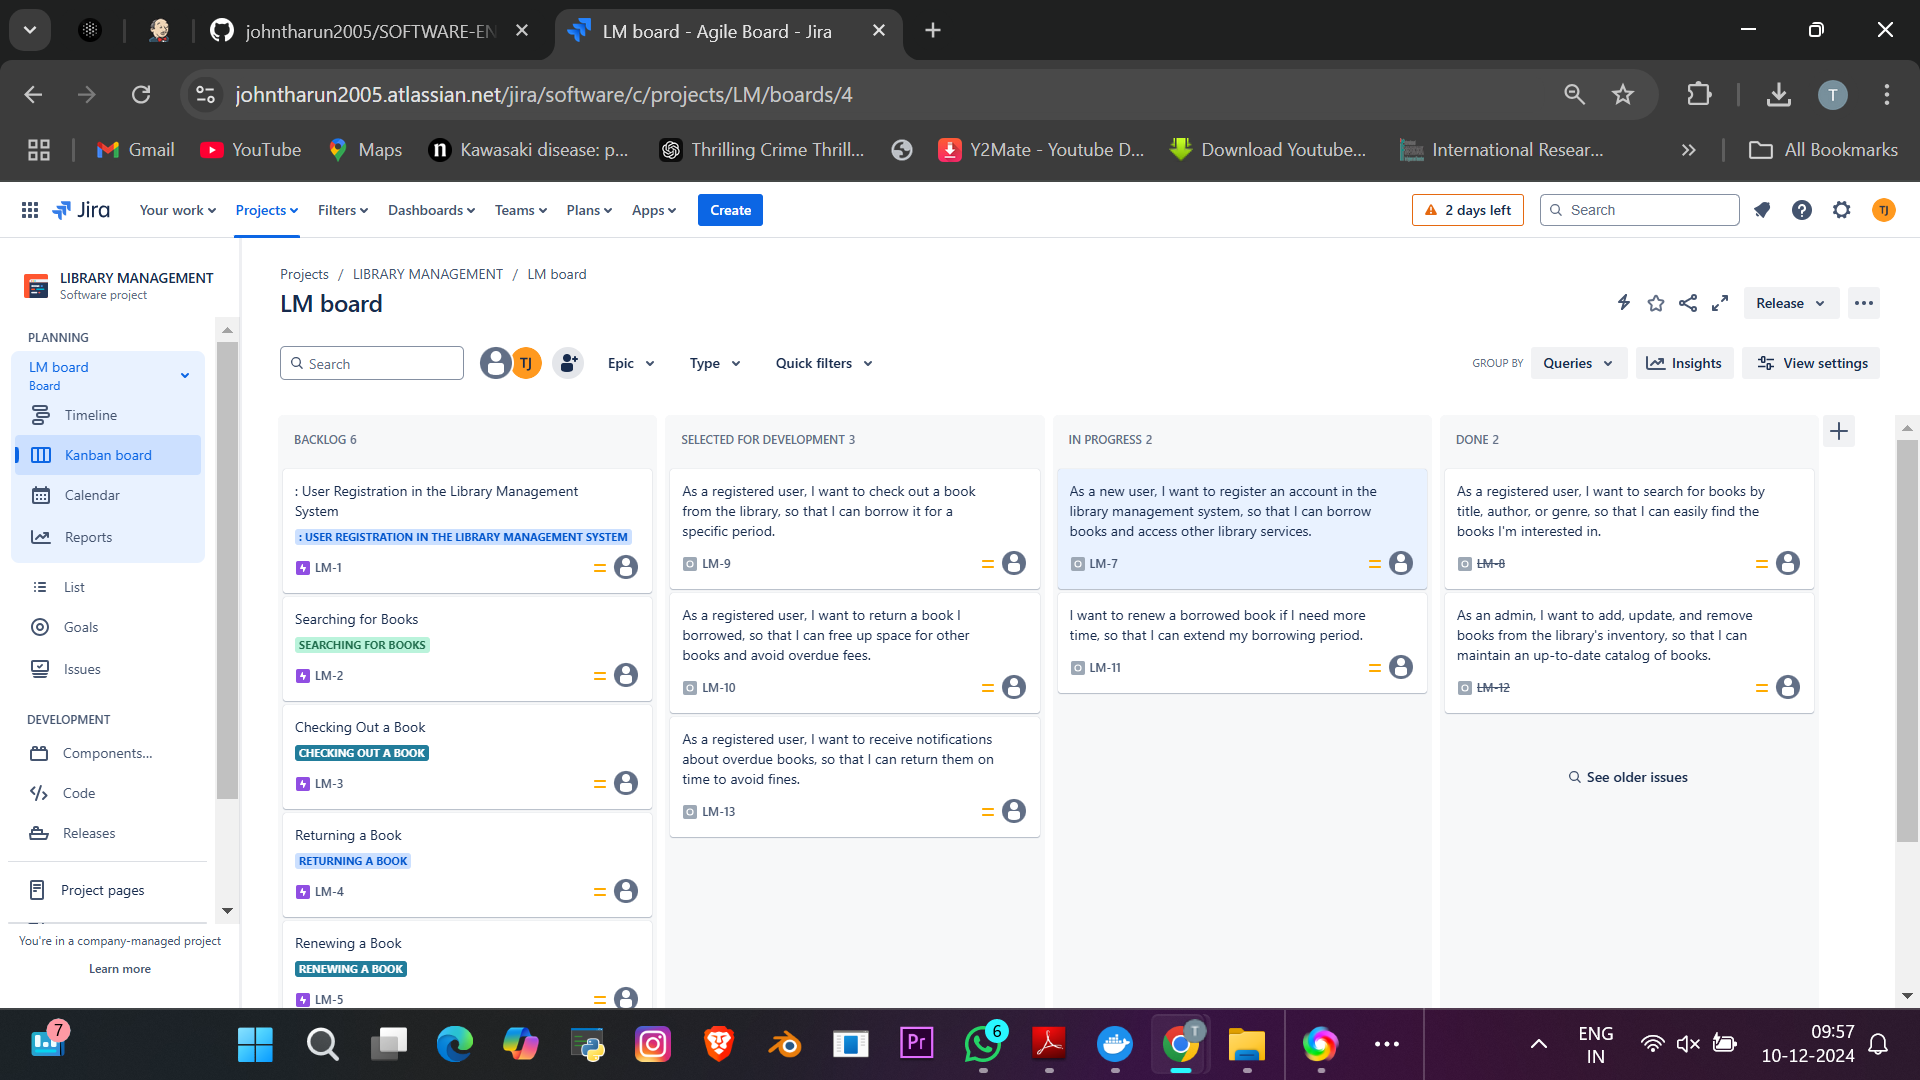 johntharun2005/SOFTWARE-EN
LM board - Agile Board - Jira
johntharun2005.atlassian.net/jira/software/c/projects/LM/boards/4
T
Gmail
YouTube
Maps
Kawasaki disease: p...
Thrilling Crime Thrill...
Y2Mate - Youtube D...
Download Youtube...
International Resear...
All Bookmarks
Jira
Your work
Projects
Filters
Dashboards
Teams
Plans
Apps
Create
2 days left
Search
TJ
LIBRARY MANAGEMENT
Software project
PLANNING
LM board
Board
Timeline
Kanban board
Calendar
Reports
List
Goals
Issues
DEVELOPMENT
Components...
Code
Releases
Project pages
You're in a company-managed project
Learn more
Projects / LIBRARY MANAGEMENT / LM board
LM board
Release
Search
TJ
Epic
Type
Quick filters
GROUP BY
Queries
Insights
View settings
BACKLOG 6
: User Registration in the Library Management
System
: USER REGISTRATION IN THE LIBRARY MANAGEMENT SYSTEM
LM-1
Searching for Books
SEARCHING FOR BOOKS
LM-2
Checking Out a Book
CHECKING OUT A BOOK
LM-3
Returning a Book
RETURNING A BOOK
LM-4
Renewing a Book
RENEWING A BOOK
LM-5
SELECTED FOR DEVELOPMENT 3
As a registered user, I want to check out a book
from the library, so that I can borrow it for a
specific period.
LM-9
As a registered user, I want to return a book I
borrowed, so that I can free up space for other
books and avoid overdue fees.
LM-10
As a registered user, I want to receive notifications
about overdue books, so that I can return them on
time to avoid fines.
LM-13
IN PROGRESS 2
As a new user, I want to register an account in the
library management system, so that I can borrow
books and access other library services.
LM-7
I want to renew a borrowed book if I need more
time, so that I can extend my borrowing period.
LM-11
DONE 2
As a registered user, I want to search for books by
title, author, or genre, so that I can easily find the
books I'm interested in.
LM-8
As an admin, I want to add, update, and remove
books from the library's inventory, so that I can
maintain an up-to-date catalog of books.
LM-12
See older issues
7
Pr
6
T
ENG
IN
09:57
10-12-2024